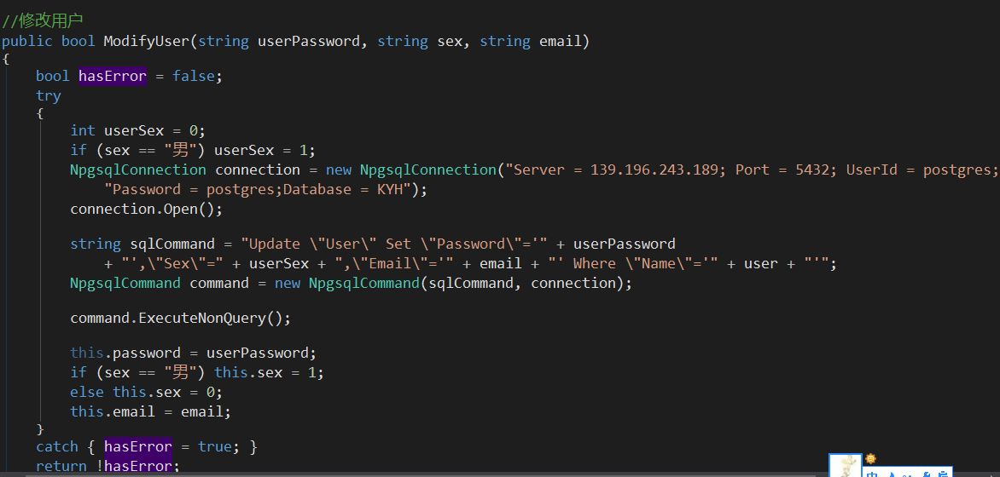 //修改用户
public bool ModifyUser(string userPassword, string sex, string email)
{
    bool hasError = false;
    try
    {
        int userSex = 0;
        if (sex == "男") userSex = 1;
        NpgsqlConnection connection = new NpgsqlConnection("Server = 139.196.243.189; Port = 5432; UserId = postgres;
            "Password = postgres;Database = KYH");
        connection.Open();
        string sqlCommand = "Update \"User\" Set \"Password\"='" + userPassword
            + "',\"Sex\"=" + userSex + ",\"Email\"='" + email + "' Where \"Name\"='" + user + "'";
        NpgsqlCommand command = new NpgsqlCommand(sqlCommand, connection);
        command.ExecuteNonQuery();
        this.password = userPassword;
        if (sex == "男") this.sex = 1;
        else this.sex = 0;
        this.email = email;
    }
    catch { hasError = true; }
    return !hasError;